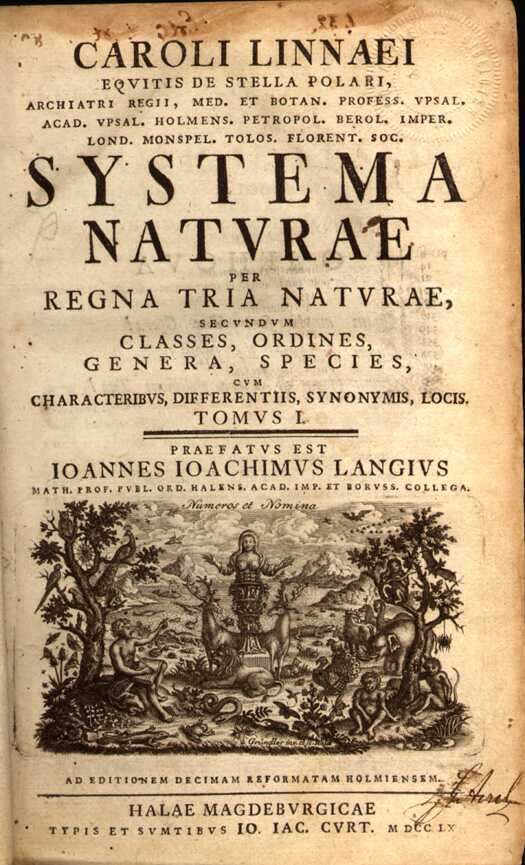 CAROLI LINNAEI
EQVITIS DE STELLA POLARI,
ARCHIATRI REGII, MED. ET BOTAN. PROFESS. VPSAL.
ACAD. VPSAL. HOLMENS. PETROPOL. BEROL. IMPER.
LOND. MONSPEL. TOLOS. FLORENT. SOC.
SYSTEMA
NATVRAE
PER
REGNA TRIA NATVRAE,
SECVNDVM
CLASSES, ORDINES,
GENERA, SPECIES,
CVM
CHARACTERIBVS, DIFFERENTIIS, SYNONYMIS, LOCIS.
TOMVS I.
PRAEFATVS EST
IOANNES IOACHIMVS LANGIVS
MATH. PROF. PVBL. ORD. HALENS. ACAD. IMP. ET BORVSS. COLLEGA.
Numeros et Nomina
Gründler
AD EDITIONEM DECIMAM REFORMATAM HOLMIENSEM.
HALAE MAGDEBVRGICAE
TYPIS ET SVMTIBVS IO. IAC. CVRT. MDCCLX